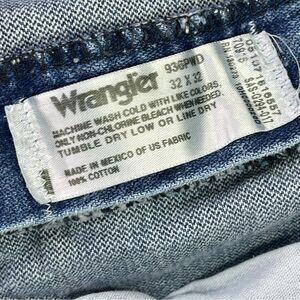 Wrangler
936PWD
32 X 32
MACHINE WASH COLD WITH LIKE COLORS,
ONLY NON-CHLORINE BLEACH WHEN NEEDED,
TUMBLE DRY LOW OR LINE DRY
MADE IN MEXICO OF US FABRIC
100% COTTON